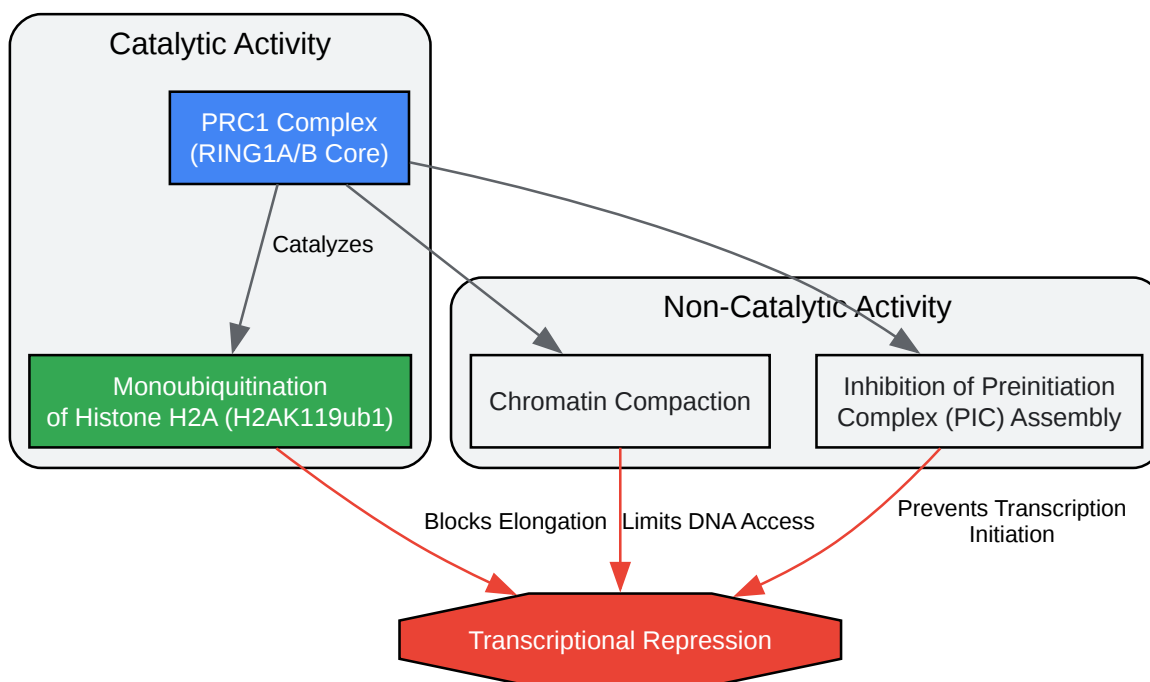 Catalytic Activity
PRC1 Complex
(RING1A/B Core)
Catalyzes
Non-Catalytic Activity
Monoubiquitination
of Histone H2A (H2AK119ub1)
Chromatin Compaction
Inhibition of Preinitiation
Complex (PIC) Assembly
Blocks Elongation
Limits DNA Access
Prevents Transcription
Initiation
Transcriptional Repression